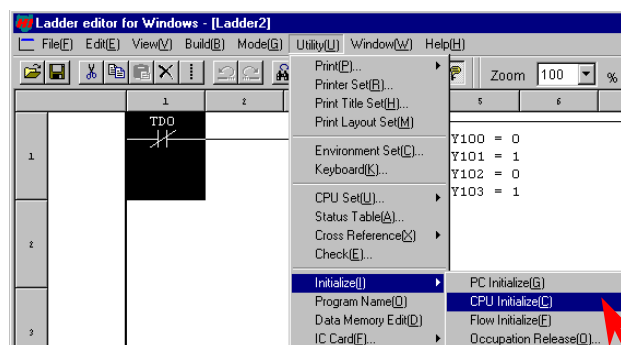 Ladder editor for Windows - [Ladder2]
File(F) Edit(E) View(V) Build(B) Mode(G) Utility(U) Window(W) Help(H)
Zoom 100 %
1 2 5 6
TD0
1
2
3
Y100 = 0
Y101 = 1
Y102 = 0
Y103 = 1
Print(P)...
Printer Set(R)...
Print Title Set(H)...
Print Layout Set(M)
Environment Set(C)...
Keyboard(K)...
CPU Set(U)...
Status Table(A)...
Cross Reference(X)
Check(E)...
Initialize(I)
Program Name(O)
Data Memory Edit(D)
IC Card(F)...
PC Initialize(G)
CPU Initialize(C)
Flow Initialize(F)
Occupation Release(O)...